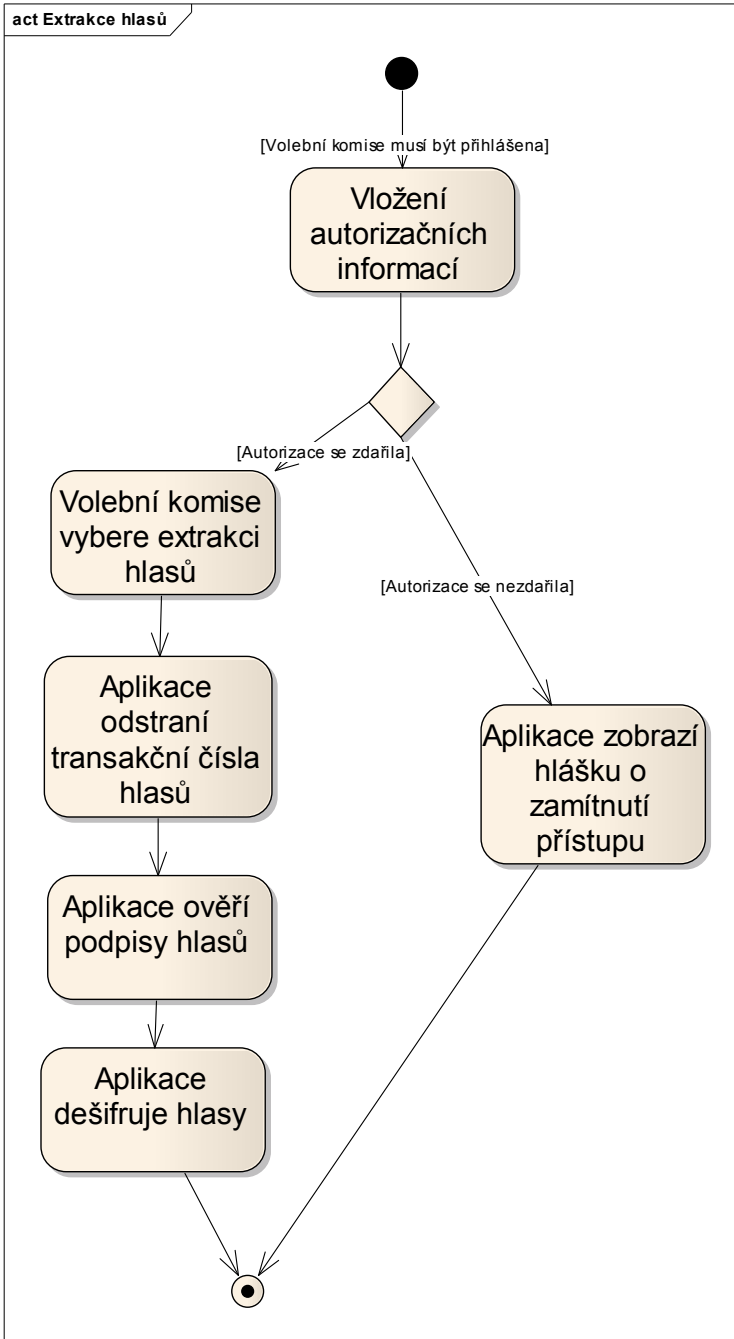 act Extrakce hlasů
[Volební komise musí být přihlášena]
Vložení
autorizačních
informací
[Autorizace se zdařila]
Volební komise
vybere extrakci
hlasů
[Autorizace se nezdařila]
Aplikace
odstraní
transakční čísla
hlasů
Aplikace zobrazí
hlášku o
zamítnutí
přístupu
Aplikace ověří
podpisy hlasů
Aplikace
dešifruje hlasy